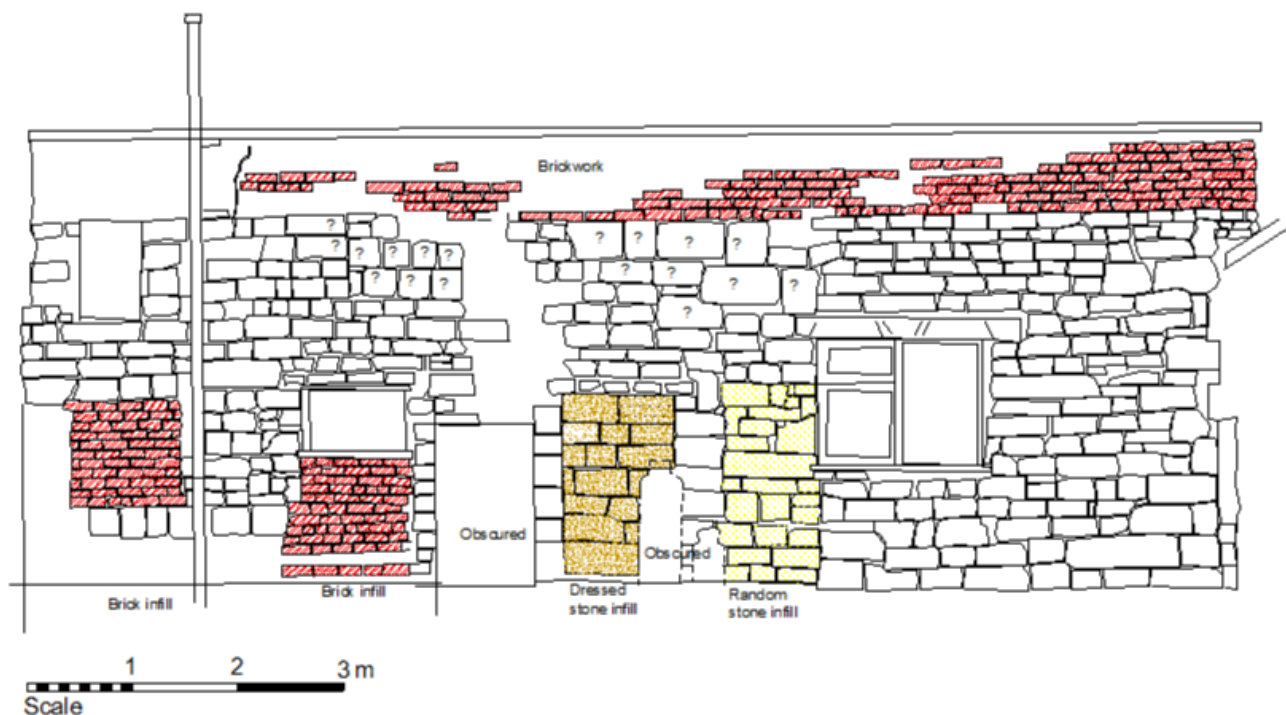 Brickwork
?
? ? ? ?
? ? ? ? ?
? ? ? ? ? ?
? ?
?
Obscured
Obscured
Brick infill
Brick infill
Dressed
stone infill
Random
stone infill
1 2 3 m
Scale